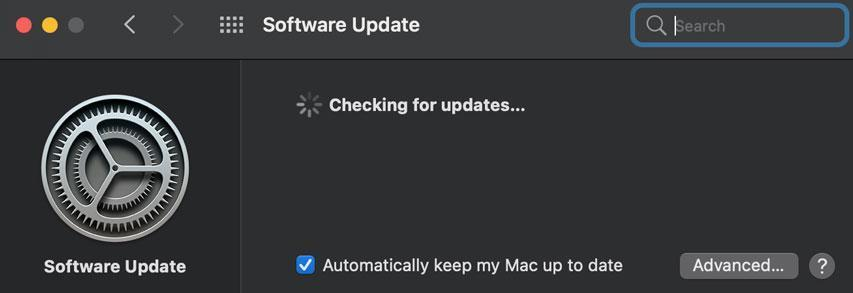 Software Update
Search
Checking for updates...
Software Update
Automatically keep my Mac up to date
Advanced...
?